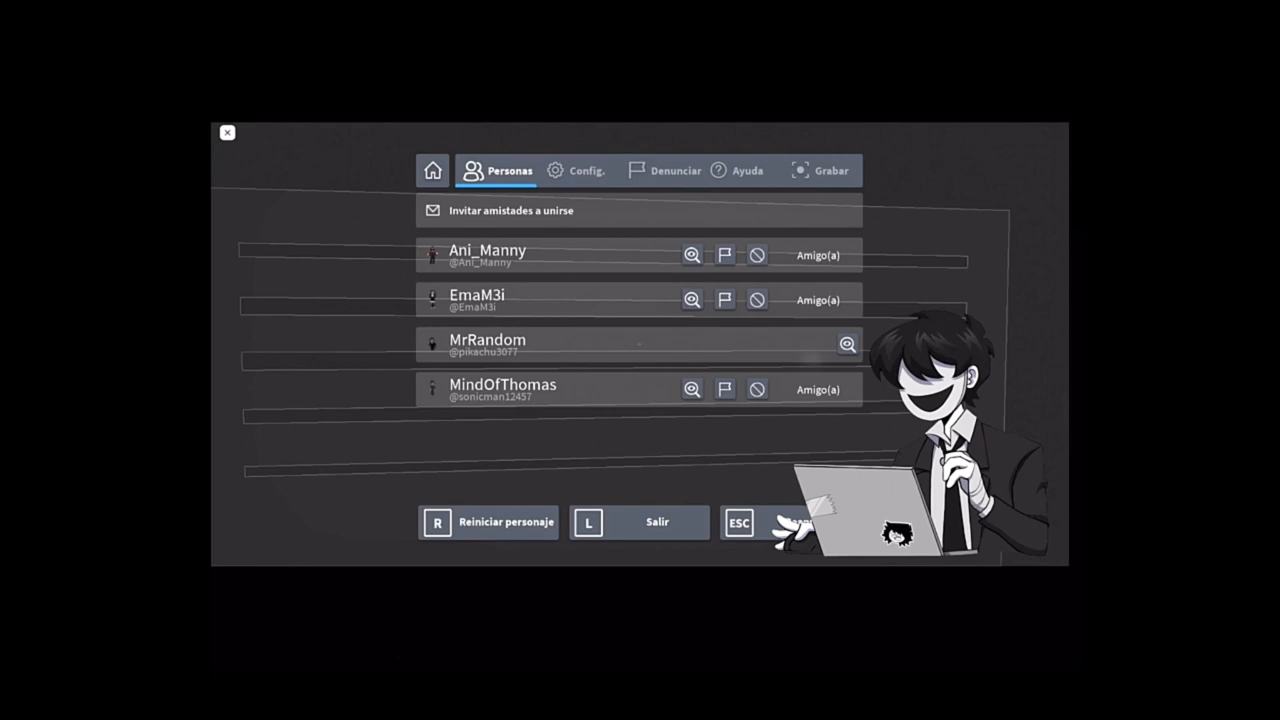 Personas
Config.
Denunciar
Ayuda
Grabar
Invitar amistades a unirse
Ani_Manny
@Ani_Manny
Amigo(a)
EmaM3i
@EmaM3i
Amigo(a)
MrRandom
@pikachu3077
MindOfThomas
@sonicman12457
Amigo(a)
R
Reiniciar personaje
L
Salir
ESC